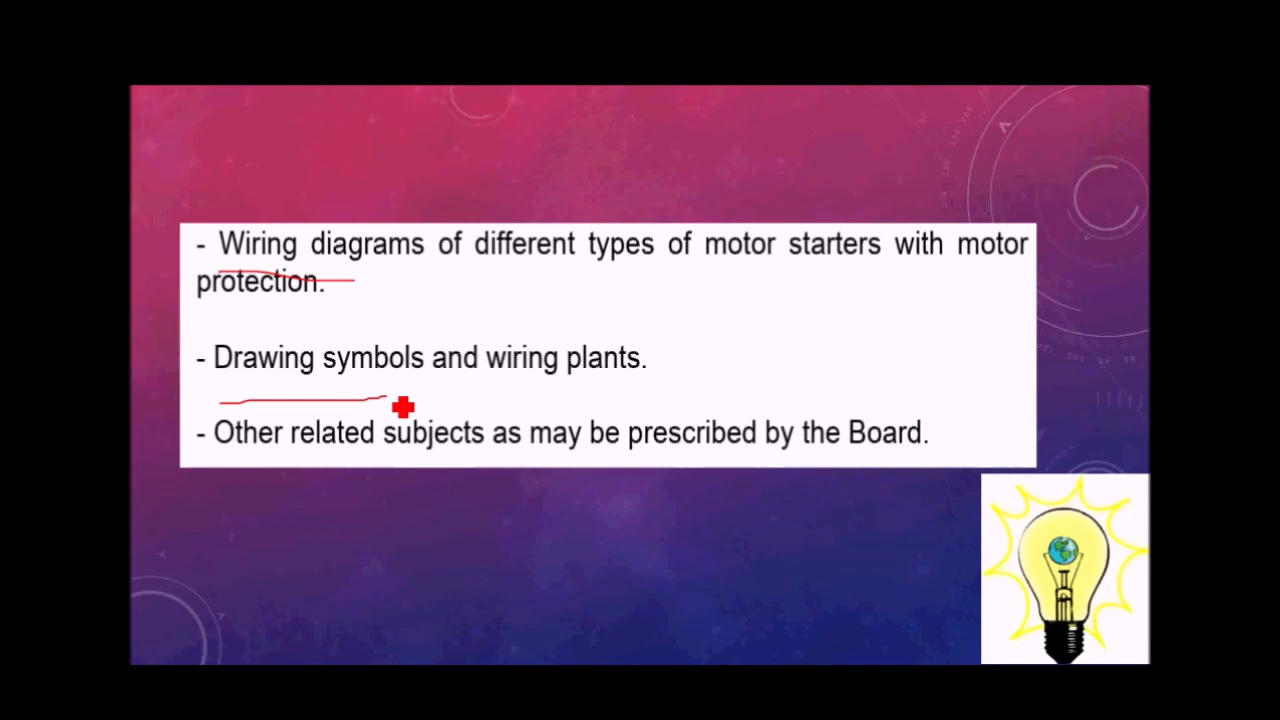 - Wiring diagrams of different types of motor starters with motor
protection.
- Drawing symbols and wiring plants.
- Other related subjects as may be prescribed by the Board.